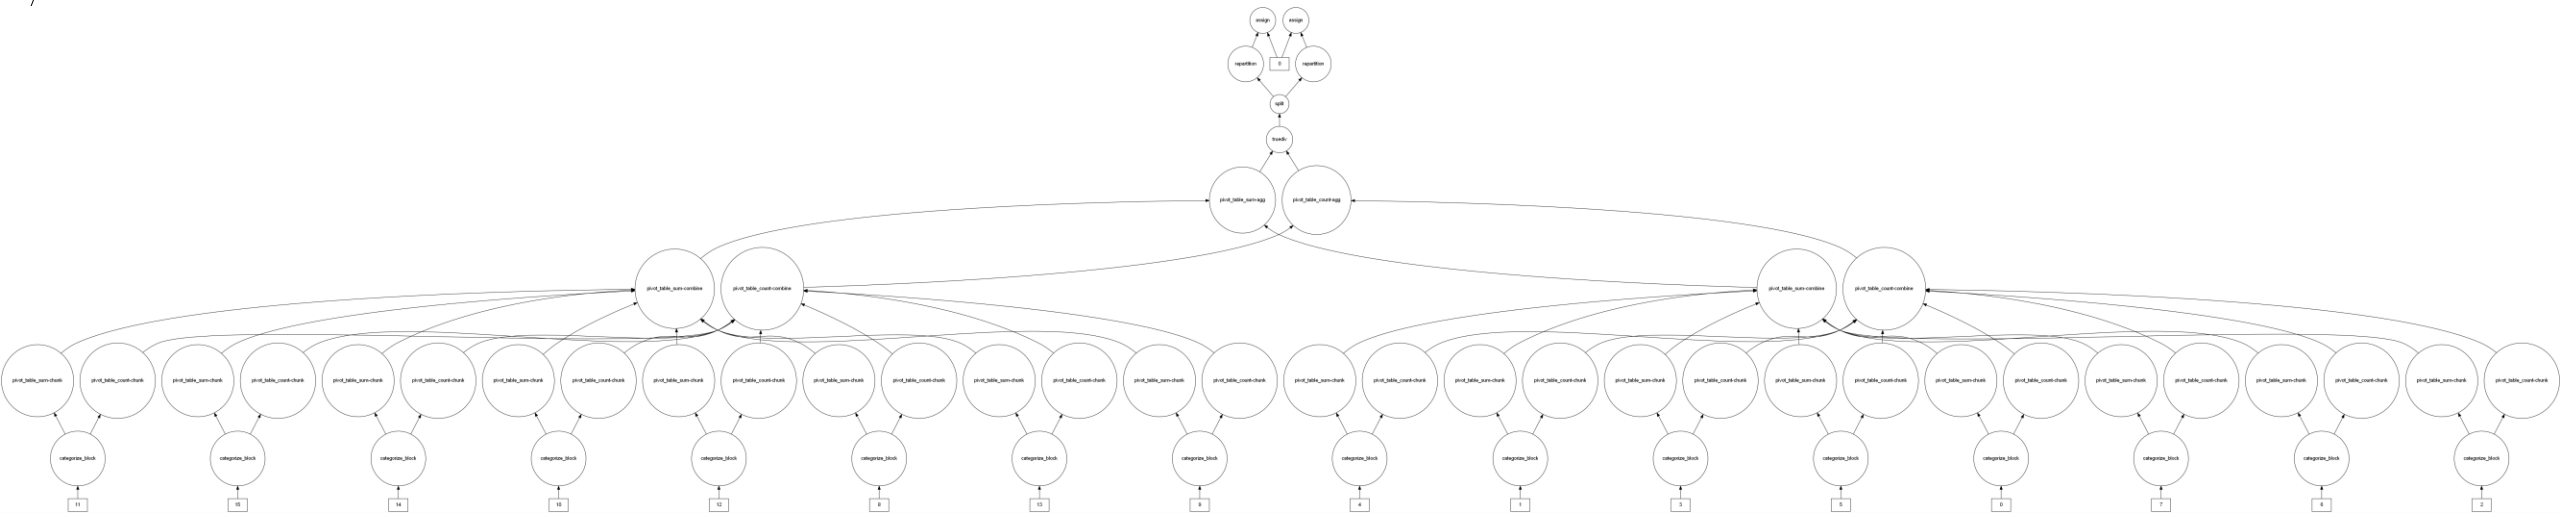 assign assign
repartition 0 repartition
split
truediv
pivot_table_sum-agg pivot_table_count-agg
pivot_table_sum-combine pivot_table_count-combine pivot_table_sum-combine pivot_table_count-combine
pivot_table_sum-chunk pivot_table_count-chunk pivot_table_sum-chunk pivot_table_count-chunk pivot_table_sum-chunk pivot_table_count-chunk pivot_table_sum-chunk pivot_table_count-chunk pivot_table_sum-chunk pivot_table_count-chunk pivot_table_sum-chunk pivot_table_count-chunk pivot_table_sum-chunk pivot_table_count-chunk pivot_table_sum-chunk pivot_table_count-chunk pivot_table_sum-chunk pivot_table_count-chunk pivot_table_sum-chunk pivot_table_count-chunk pivot_table_sum-chunk pivot_table_count-chunk pivot_table_sum-chunk pivot_table_count-chunk pivot_table_sum-chunk pivot_table_count-chunk pivot_table_sum-chunk pivot_table_count-chunk pivot_table_sum-chunk pivot_table_count-chunk pivot_table_sum-chunk pivot_table_count-chunk
categorize_block categorize_block categorize_block categorize_block categorize_block categorize_block categorize_block categorize_block categorize_block categorize_block categorize_block categorize_block categorize_block categorize_block categorize_block categorize_block
11 15 14 10 12 8 13 9 4 1 3 5 0 7 6 2